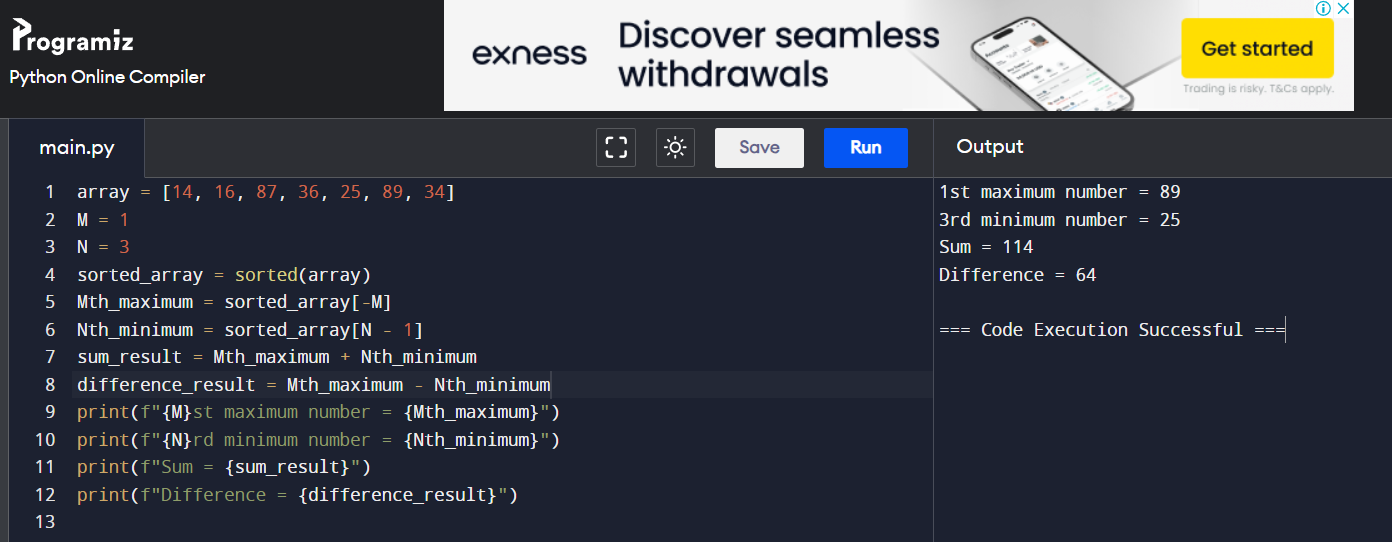 Programiz
Python Online Compiler
exness
Discover seamless
withdrawals
Get started
Trading is risky. T&Cs apply.
main.py
Save
Run
Output
1 array = [14, 16, 87, 36, 25, 89, 34]
2 M = 1
3 N = 3
4 sorted_array = sorted(array)
5 Mth_maximum = sorted_array[-M]
6 Nth_minimum = sorted_array[N - 1]
7 sum_result = Mth_maximum + Nth_minimum
8 difference_result = Mth_maximum - Nth_minimum
9 print(f"{M}st maximum number = {Mth_maximum}")
10 print(f"{N}rd minimum number = {Nth_minimum}")
11 print(f"Sum = {sum_result}")
12 print(f"Difference = {difference_result}")
13
1st maximum number = 89
3rd minimum number = 25
Sum = 114
Difference = 64
=== Code Execution Successful ===